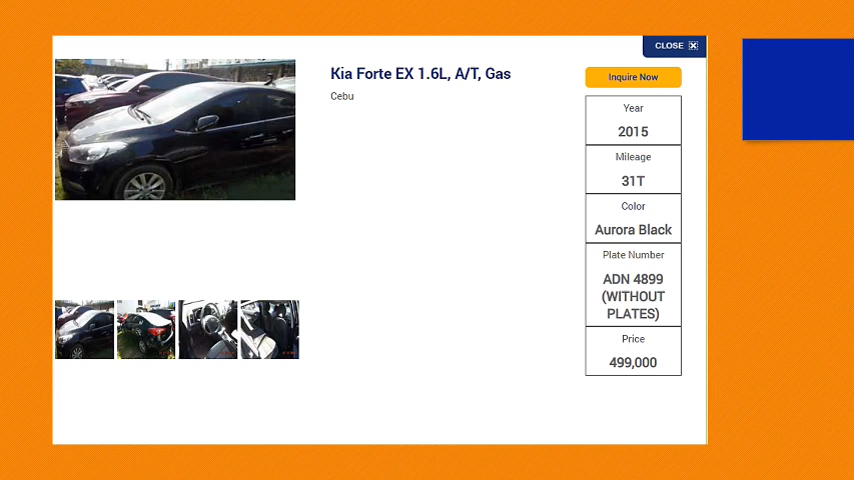 CLOSE
Kia Forte EX 1.6L, A/T, Gas
Cebu
Inquire Now
Year
2015
Mileage
31T
Color
Aurora Black
Plate Number
ADN 4899
(WITHOUT
PLATES)
Price
499,000